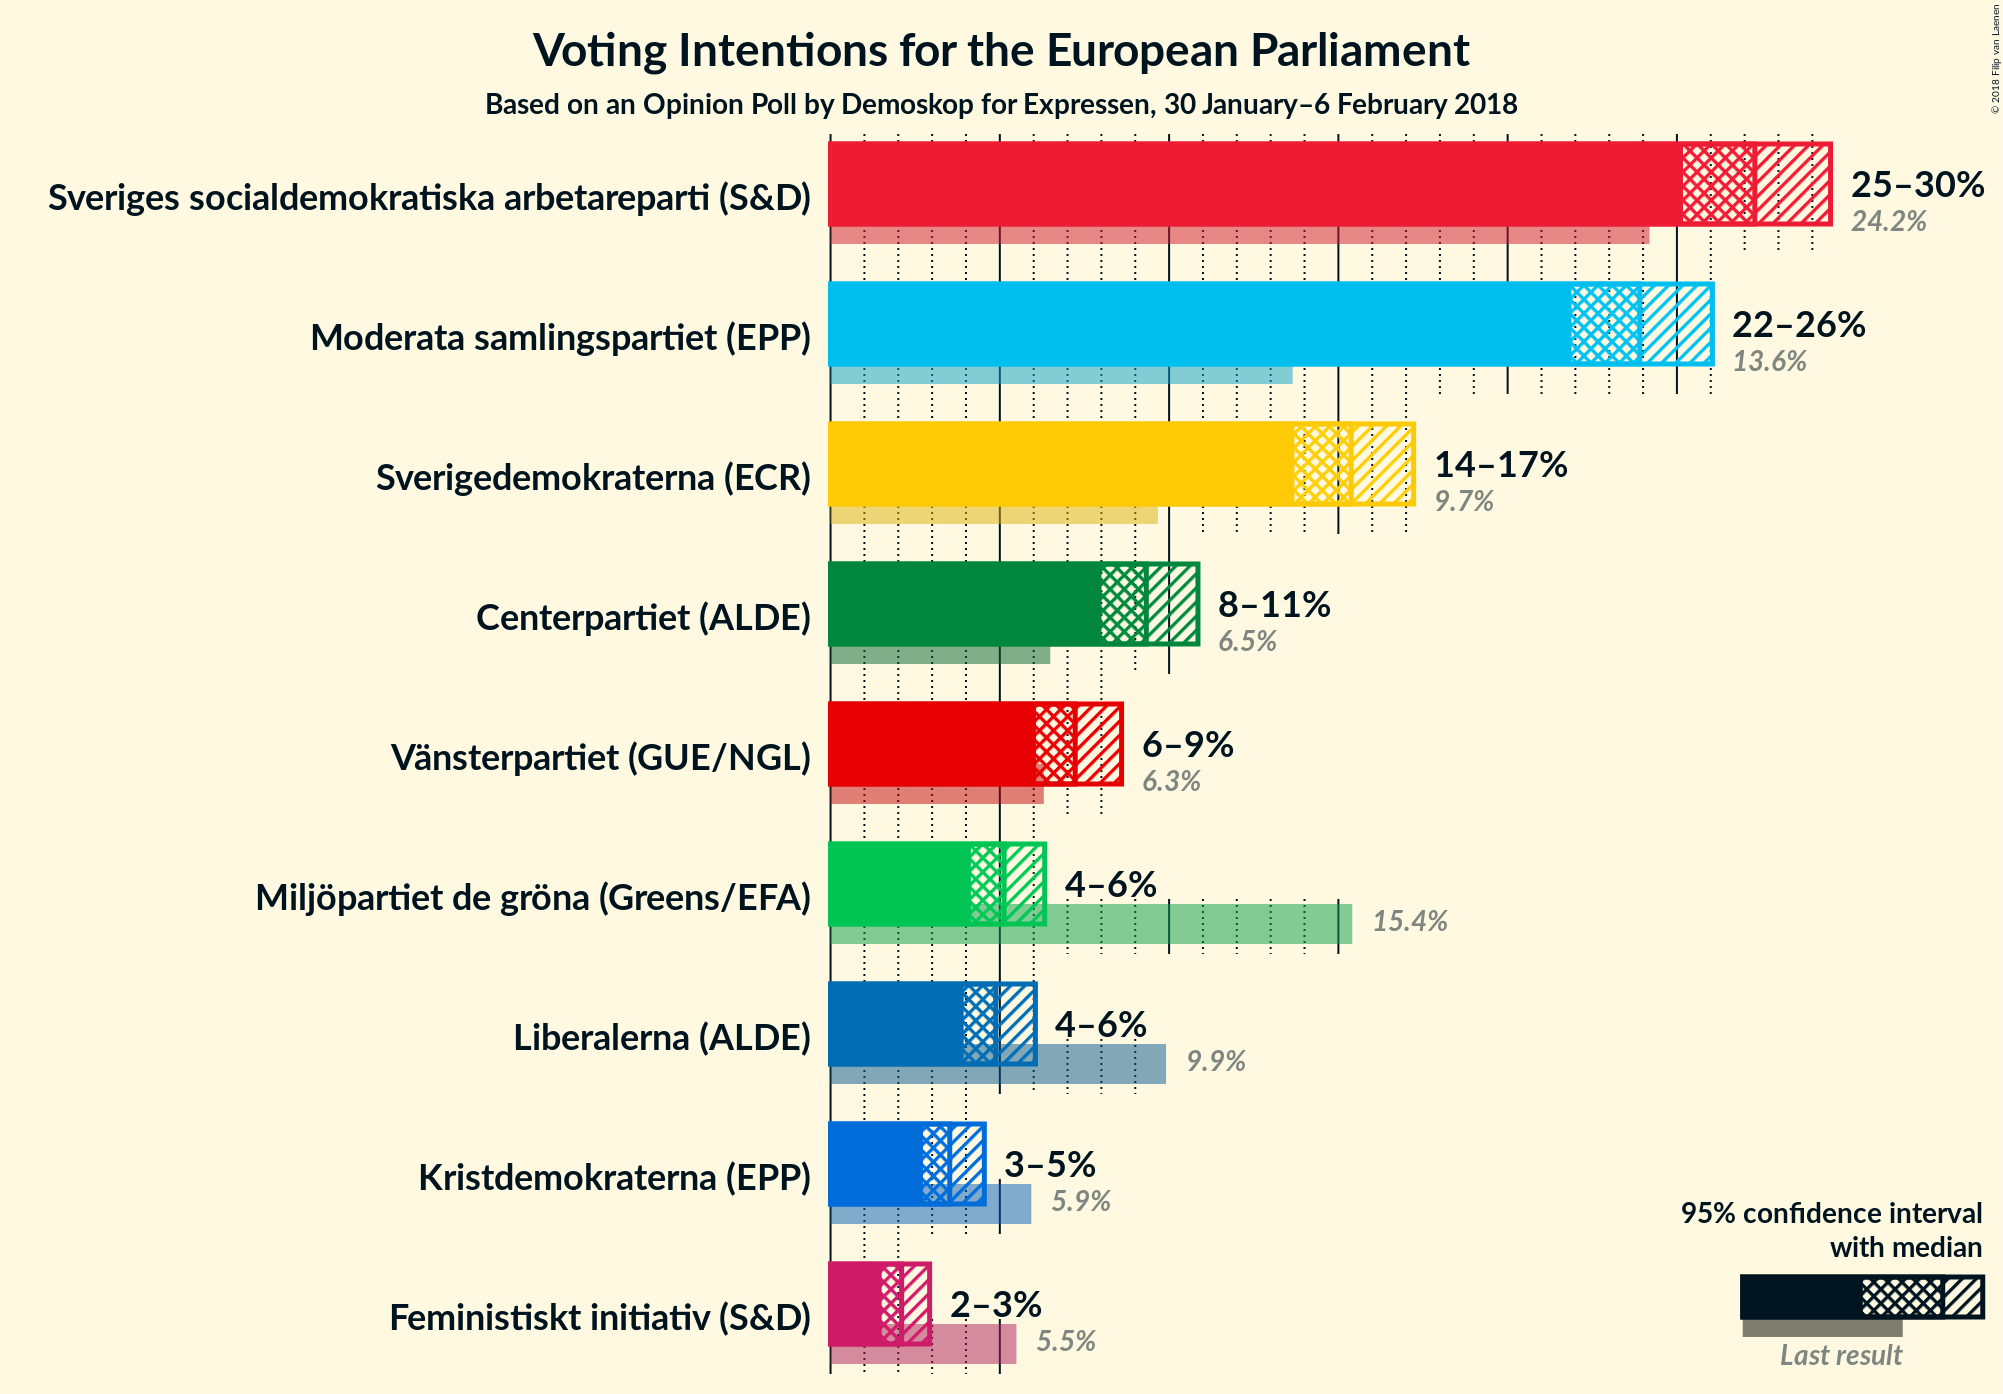 Voting Intentions for the European Parliament
Based on an Opinion Poll by Demoskop for Expressen, 30 January–6 February 2018
© 2018 Filip van Laenen
Sveriges socialdemokratiska arbetareparti (S&D)
25–30%
24.2%
Moderata samlingspartiet (EPP)
22–26%
13.6%
Sverigedemokraterna (ECR)
14–17%
9.7%
Centerpartiet (ALDE)
8–11%
6.5%
Vänsterpartiet (GUE/NGL)
6–9%
6.3%
Miljöpartiet de gröna (Greens/EFA)
4–6%
15.4%
Liberalerna (ALDE)
4–6%
9.9%
Kristdemokraterna (EPP)
3–5%
5.9%
Feministiskt initiativ (S&D)
2–3%
5.5%
95% confidence interval
with median
Last result